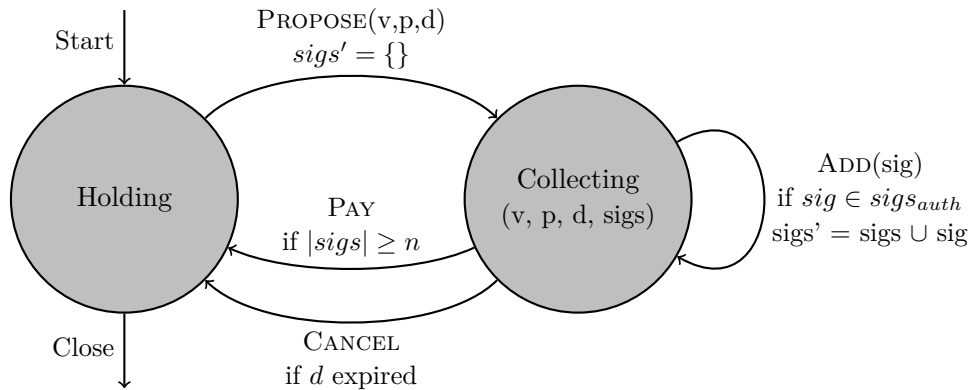 Start
PROPOSE(v,p,d)
sigs′ = {}
Holding
Collecting
(v, p, d, sigs)
ADD(sig)
if sig ∈ sigs_auth
sigs’ = sigs ∪ sig
PAY
if |sigs| ≥ n
Close
CANCEL
if d expired